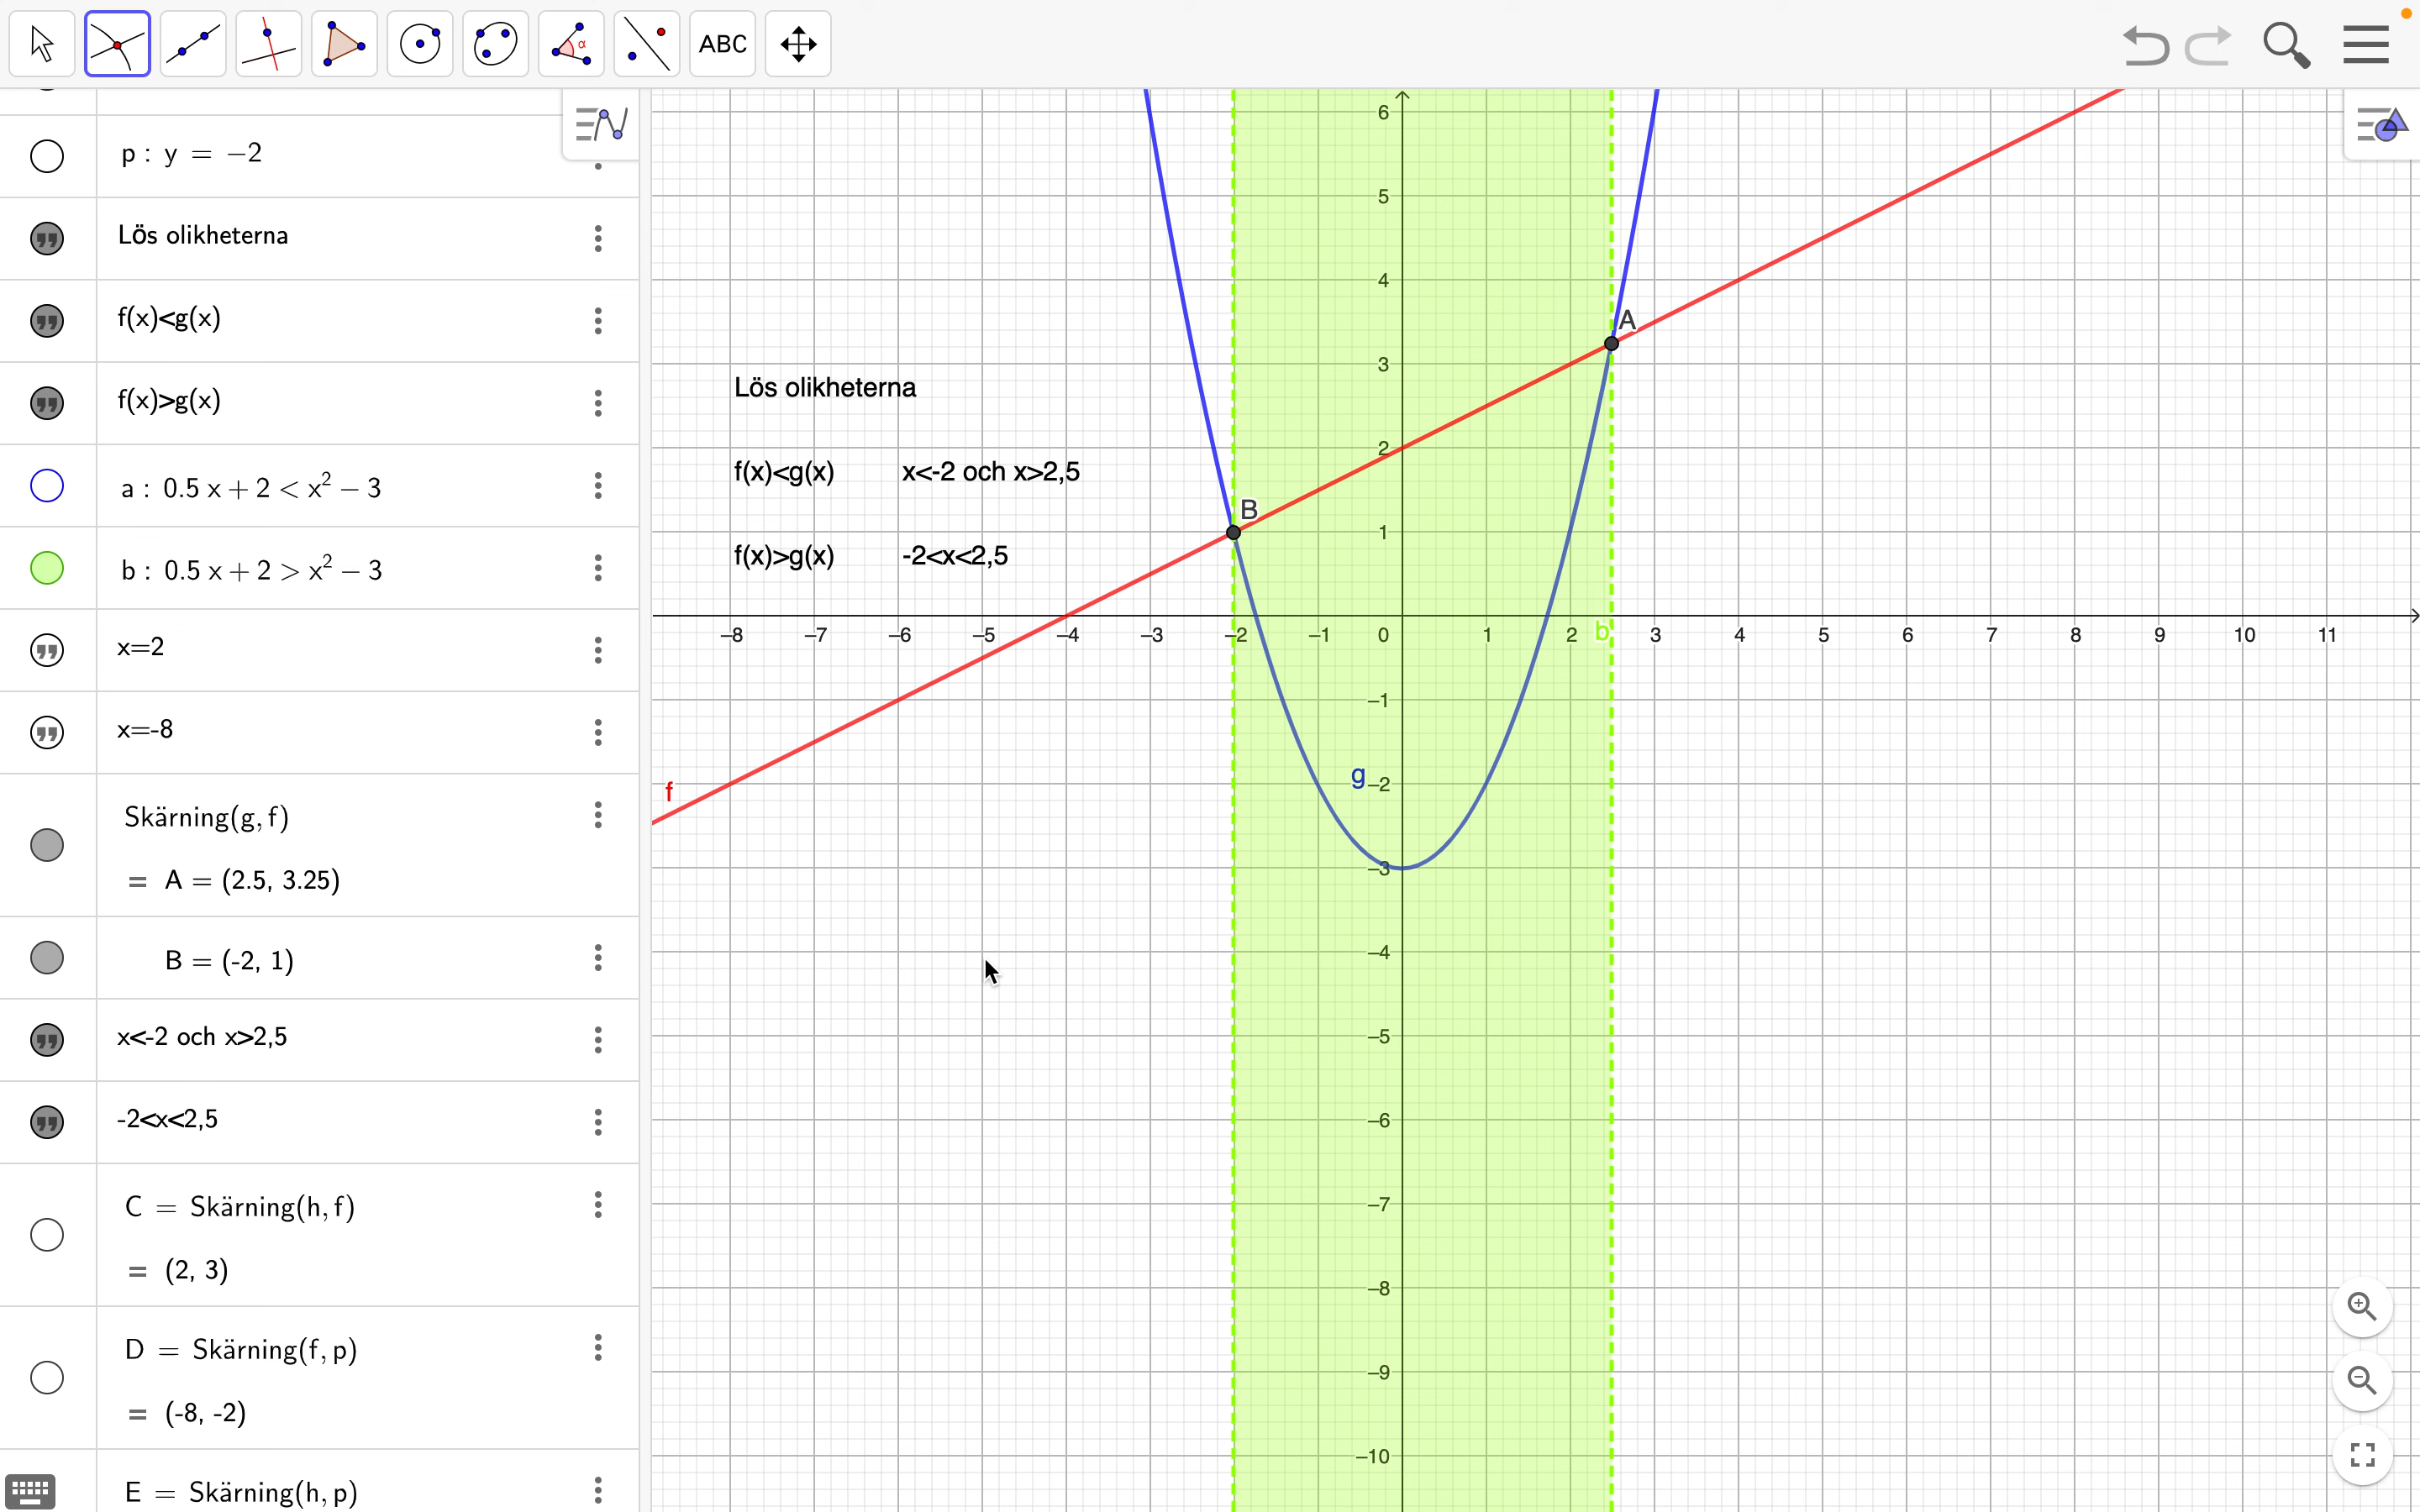 ABC
p : y = −2
Lös olikheterna
f(x)<g(x)
f(x)>g(x)
a : 0.5 x + 2 < x² − 3
b : 0.5 x + 2 > x² − 3
x=2
x=-8
Skärning(g, f)
= A = (2.5, 3.25)
B = (-2, 1)
x<-2 och x>2,5
-2<x<2,5
C = Skärning(h, f)
= (2, 3)
D = Skärning(f, p)
= (-8, -2)
E = Skärning(h, p)
α
6
5
4
A
3
Lös olikheterna
2
f(x)<g(x) x<-2 och x>2,5
B
1
f(x)>g(x) -2<x<2,5
−8 −7 −6 −5 −4 −3 −2 −1 0 1 2 b 3 4 5 6 7 8 9 10 11
−1
f
g
−2
−3
−4
−5
−6
−7
−8
−9
−10